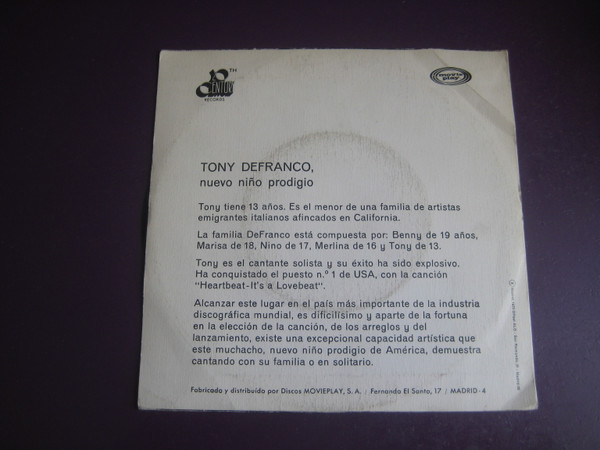 20TH
CENTURY
RECORDS
movie
play
TONY DEFRANCO,
nuevo niño prodigio
Tony tiene 13 años. Es el menor de una familia de artistas
emigrantes italianos afincados en California.
La familia DeFranco está compuesta por: Benny de 19 años,
Marisa de 18, Nino de 17, Merlina de 16 y Tony de 13.
Tony es el cantante solista y su éxito ha sido explosivo.
Ha conquistado el puesto n.º 1 de USA, con la canción
"Heartbeat-It's a Lovebeat".
Alcanzar este lugar en el país más importante de la industria
discográfica mundial, es dificilísimo y aparte de la fortuna
en la elección de la canción, de los arreglos y del
lanzamiento, existe una excepcional capacidad artística que
este muchacho, nuevo niño prodigio de América, demuestra
cantando con su familia o en solitario.
Fabricado y distribuido por Discos MOVIEPLAY, S. A. / Fernando El Santo, 17 / MADRID - 4